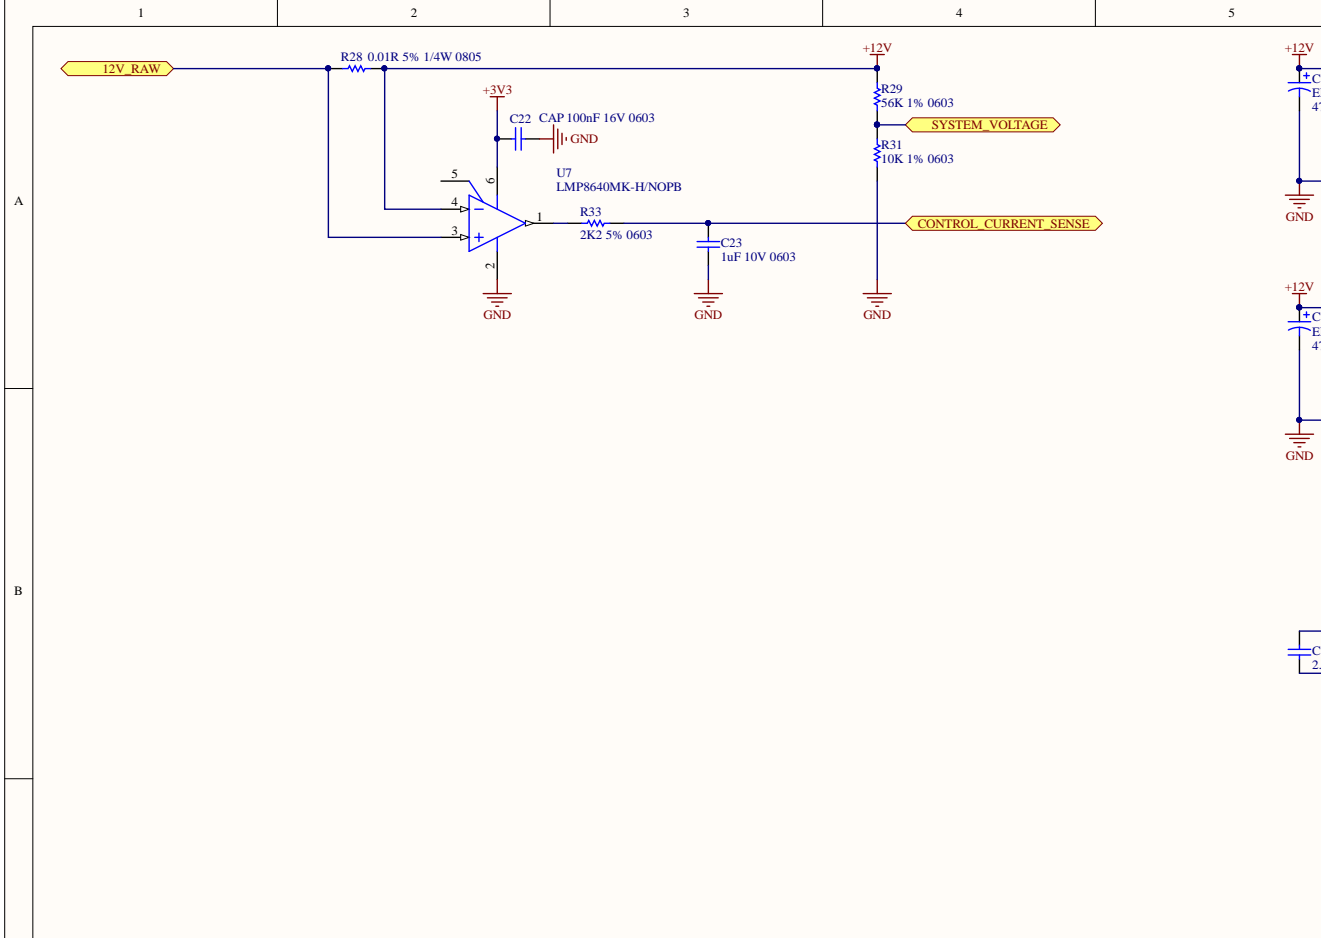 1
2
3
4
5
12V_RAW
R28 0.01R 5% 1/4W 0805
+12V
+12V
R29
56K 1% 0603
+3V3
C22
CAP 100nF 16V 0603
GND
SYSTEM_VOLTAGE
R31
10K 1% 0603
U7
LMP8640MK-H/NOPB
5
6
4
3
2
1
R33
2K2 5% 0603
CONTROL_CURRENT_SENSE
C23
1uF 10V 0603
A
GND
GND
GND
GND
+12V
GND
B